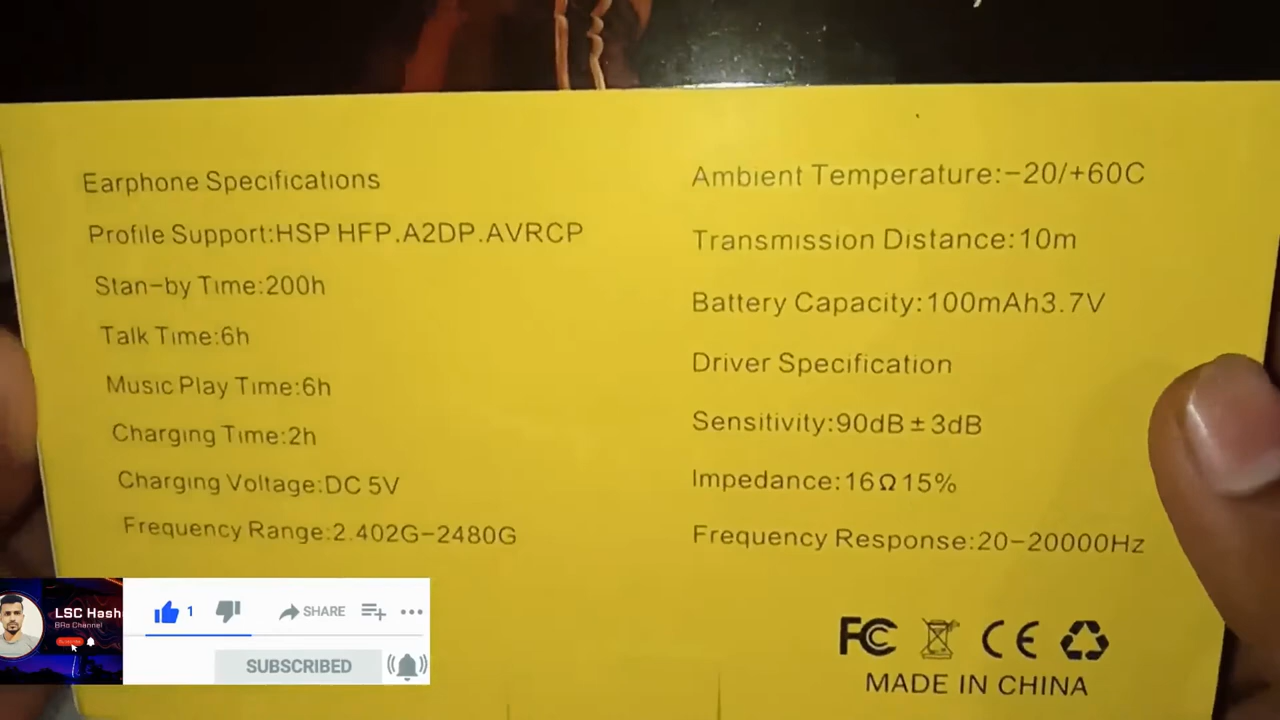 Earphone Specifications
Profile Support:HSP HFP.A2DP.AVRCP
Stan-by Time:200h
Talk Time:6h
Music Play Time:6h
Charging Time:2h
Charging Voltage:DC 5V
Frequency Range:2.402G-2480G
Ambient Temperature:-20/+60C
Transmission Distance:10m
Battery Capacity:100mAh3.7V
Driver Specification
Sensitivity:90dB±3dB
Impedance:16Ω15%
Frequency Response:20-20000Hz
FC CE
MADE IN CHINA
LSC Hash
BRo Channel
1 SHARE
SUBSCRIBED